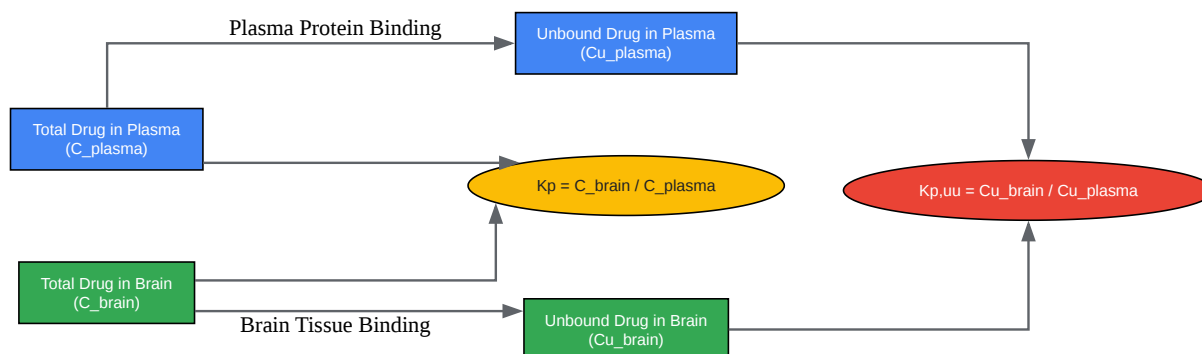 Plasma Protein Binding
Unbound Drug in Plasma
(Cu_plasma)
Total Drug in Plasma
(C_plasma)
Kp = C_brain / C_plasma
Kp,uu = Cu_brain / Cu_plasma
Total Drug in Brain
(C_brain)
Brain Tissue Binding
Unbound Drug in Brain
(Cu_brain)